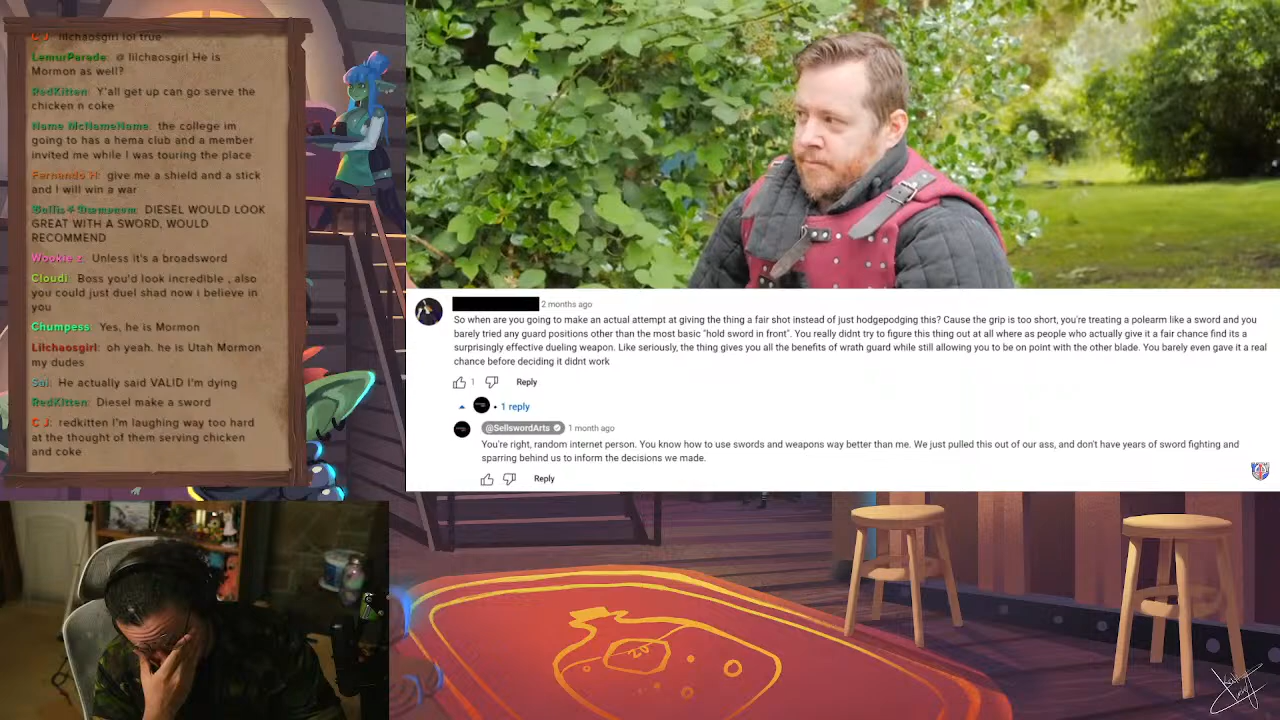 C J: lilchaosgirl lol true
LemurParade: @ lilchaosgirl He is
Mormon as well?
RedKitten: Y'all get up can go serve the
chicken n coke
Name McNameName: the college im
going to has a hema club and a member
invited me while I was touring the place
Fernando H: give me a shield and a stick
and I will win a war
DIESEL WOULD LOOK
GREAT WITH A SWORD, WOULD
RECOMMEND
Wookie z: Unless it's a broadsword
Cloudi: Boss you'd look incredible , also
you could just duel shad now i believe in
you
Chumpess: Yes, he is Mormon
Lilchaosgirl: oh yeah. he is Utah Mormon
my dudes
Sui: He actually said VALID I'm dying
RedKitten: Diesel make a sword
C J: redkitten I'm laughing way too hard
at the thought of them serving chicken
and coke
2 months ago
So when are you going to make an actual attempt at giving the thing a fair shot instead of just hodgepodging this? Cause the grip is too short, you're treating a polearm like a sword and you
barely tried any guard positions other than the most basic "hold sword in front". You really didnt try to figure this thing out at all where as people who actually give it a fair chance find its a
surprisingly effective dueling weapon. Like seriously, the thing gives you all the benefits of wrath guard while still allowing you to be on point with the other blade. You barely even gave it a real
chance before deciding it didnt work
1 Reply
• 1 reply
@SellswordArts 1 month ago
You're right, random internet person. You know how to use swords and weapons way better than me. We just pulled this out of our ass, and don't have years of sword fighting and
sparring behind us to inform the decisions we made.
Reply
20